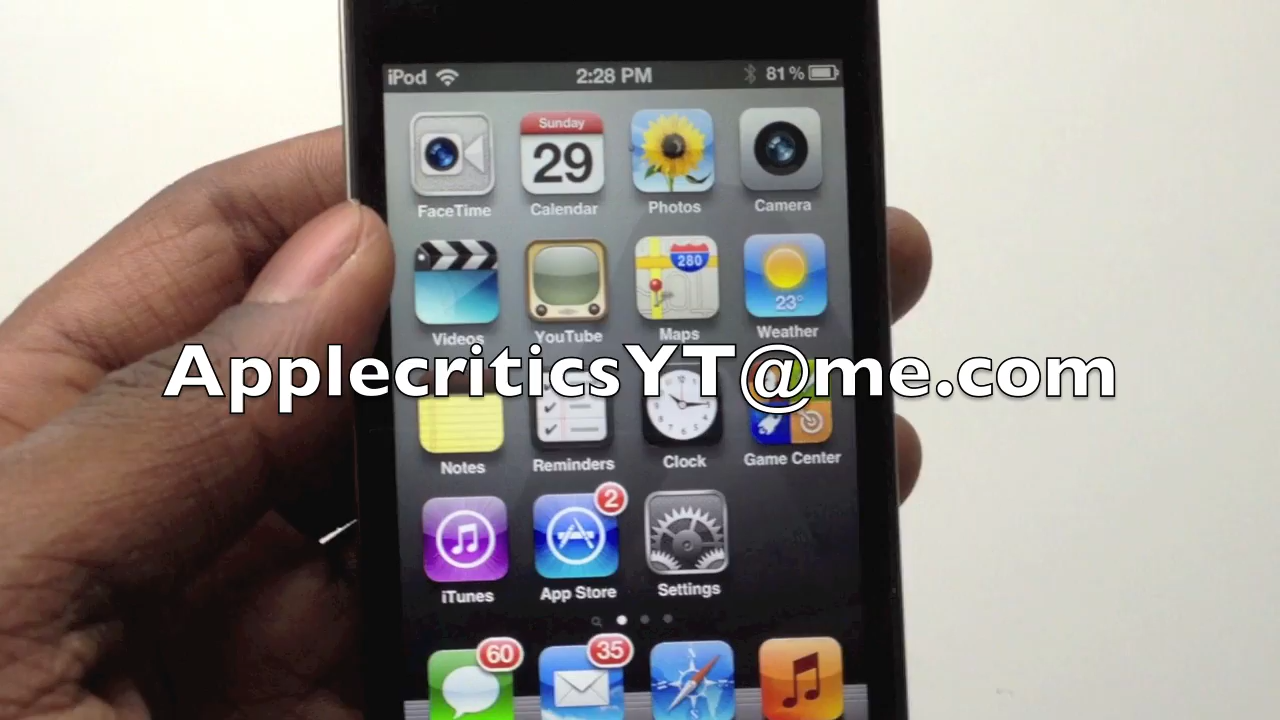 iPod 2:28 PM 81%
Sunday
29
FaceTime Calendar Photos Camera
280
23°
Videos YouTube Maps Weather
ApplecriticsYT@me.com
Notes Reminders Clock Game Center
2
iTunes App Store Settings
60 35